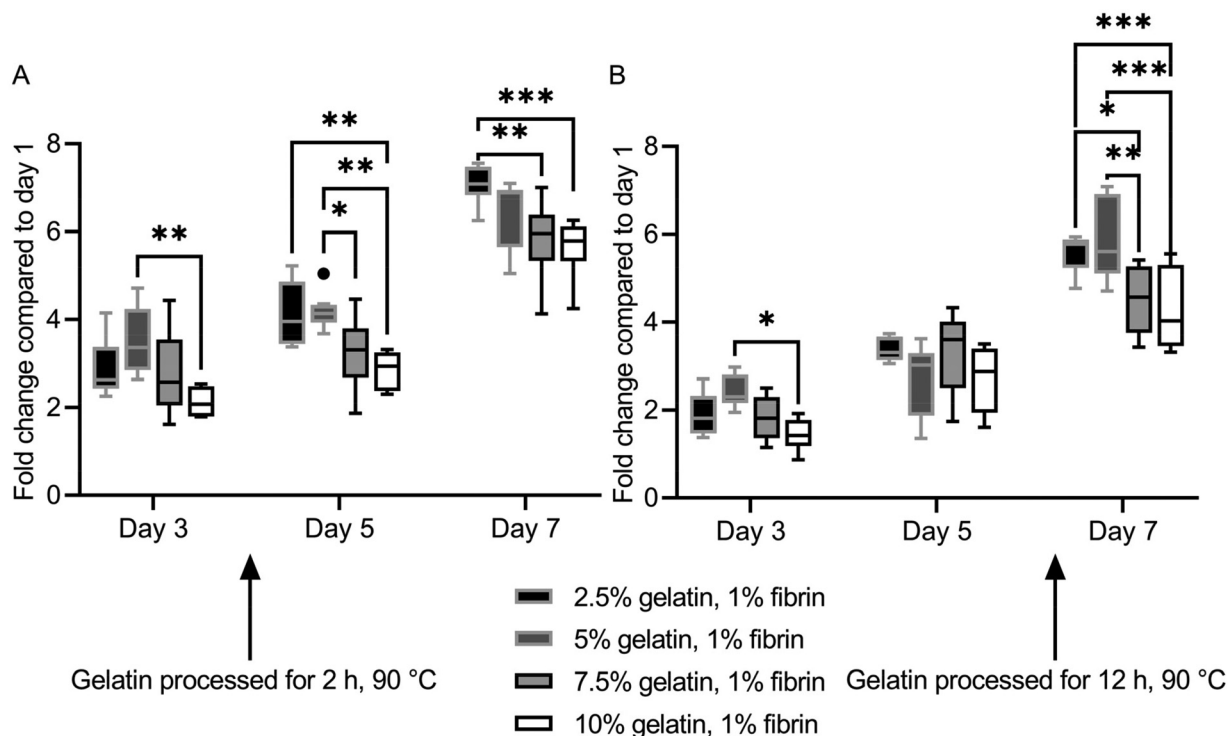 A
Fold change compared to day 1
8
6
4
2
0
**
**
**
*
***
**
Day 3
Day 5
Day 7
Gelatin processed for 2 h, 90 °C
B
Fold change compared to day 1
8
6
4
2
0
*
***
***
*
**
Day 3
Day 5
Day 7
Gelatin processed for 12 h, 90 °C
2.5% gelatin, 1% fibrin
5% gelatin, 1% fibrin
7.5% gelatin, 1% fibrin
10% gelatin, 1% fibrin